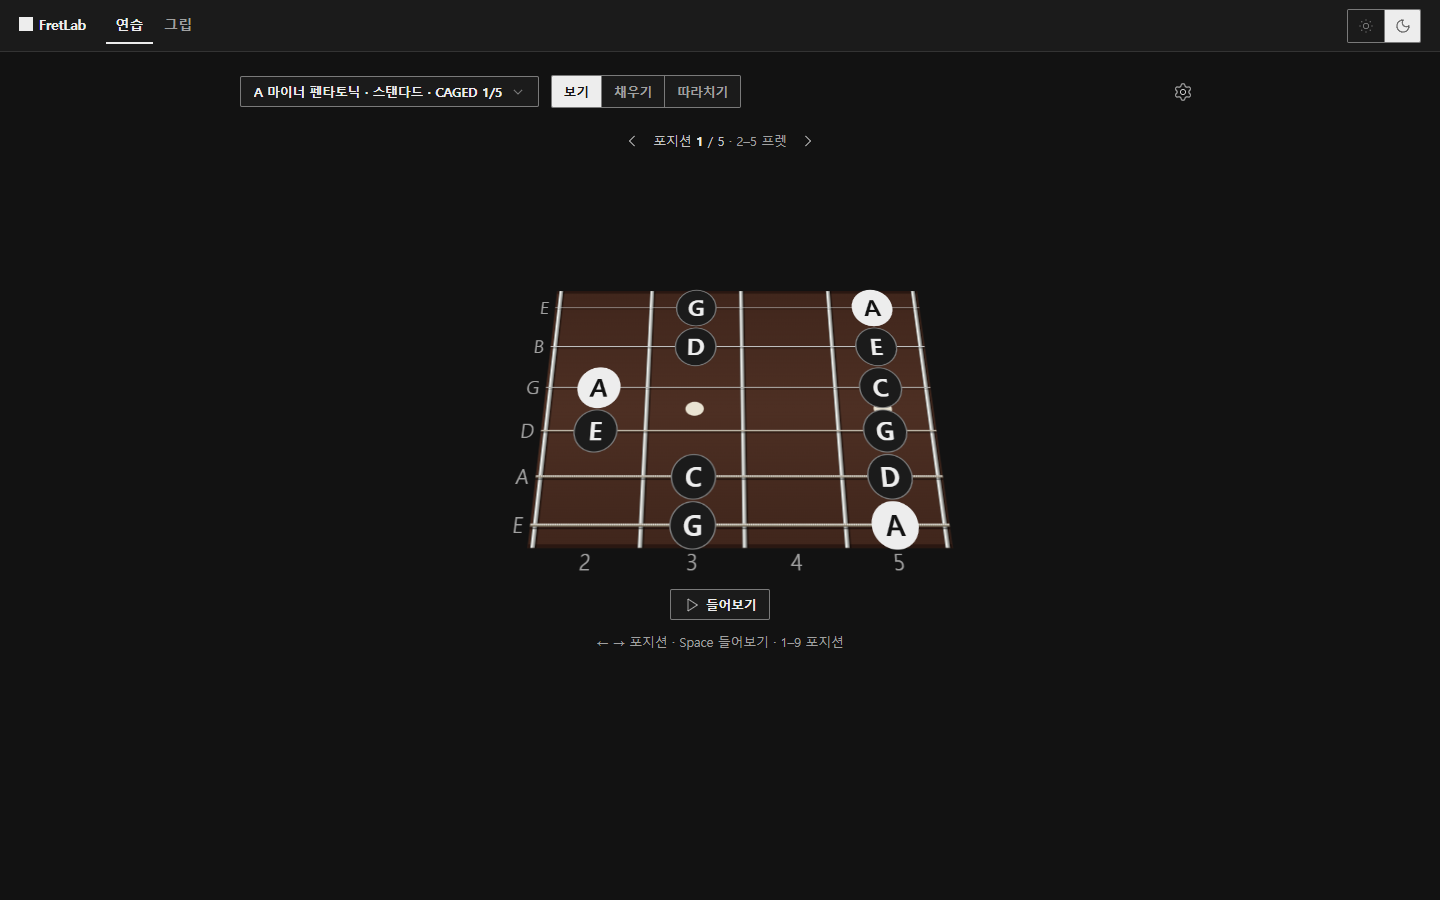 FretLab 연습 그립
A 마이너 펜타토닉 · 스탠다드 · CAGED 1/5 보기 채우기 따라치기
포지션 1 / 5 · 2–5 프렛
E G A
B D E
G A C
D E G
A C D
E G A
2 3 4 5
들어보기
← → 포지션 · Space 들어보기 · 1–9 포지션